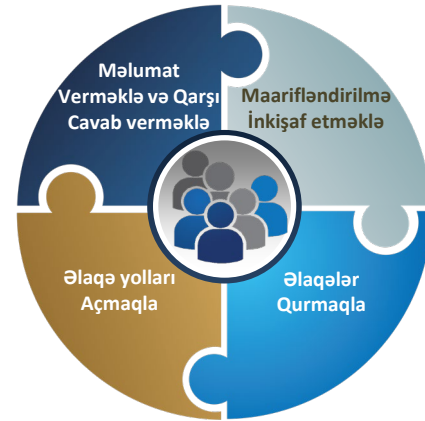 Məlumat
Verməklə və Qarşı
Cavab verməklə
Maarifləndirilmə
İnkişaf etməklə
Əlaqə yolları
Açmaqla
Əlaqələr
Qurmaqla